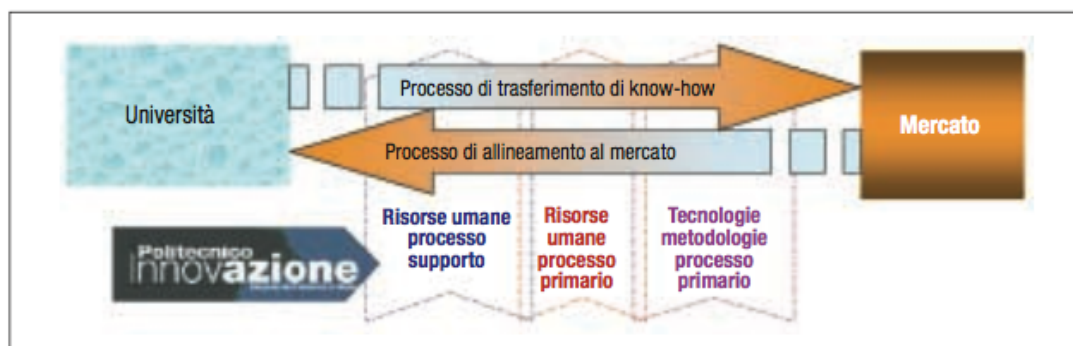 Università
Processo di trasferimento di know-how
Processo di allineamento al mercato
Mercato
Politecnico
Innovazione
Risorse umane
processo
supporto
Risorse
umane
processo
primario
Tecnologie
metodologie
processo
primario